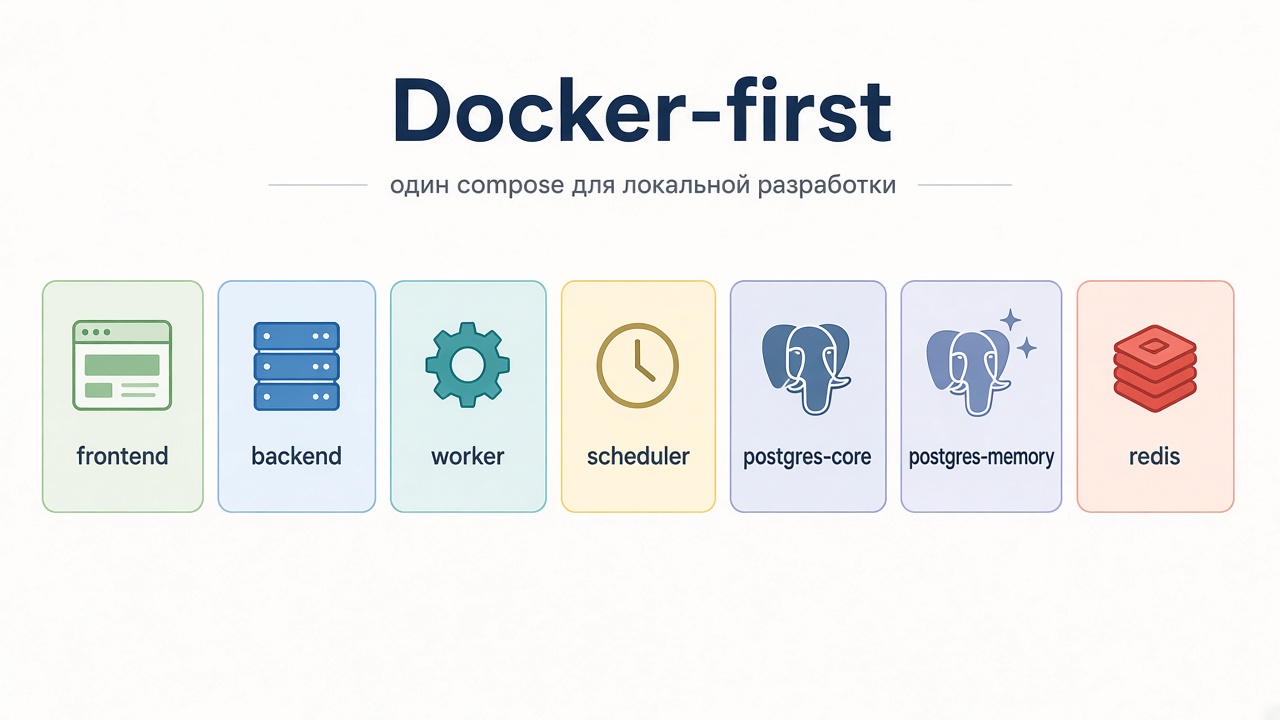 Docker-first
один compose для локальной разработки
frontend
backend
worker
scheduler
postgres-core
postgres-memory
redis